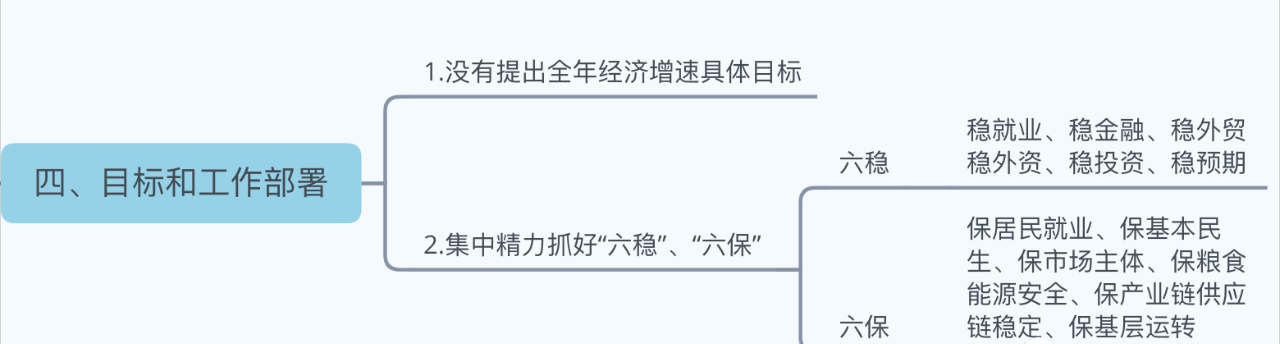 四、目标和工作部署
1.没有提出全年经济增速具体目标
2.集中精力抓好“六稳”、“六保”
六稳
稳就业、稳金融、稳外贸
稳外资、稳投资、稳预期
六保
保居民就业、保基本民
生、保市场主体、保粮食
能源安全、保产业链供应
链稳定、保基层运转